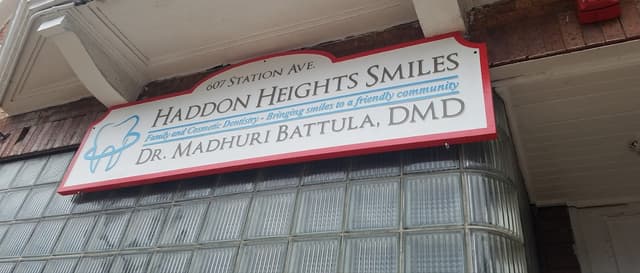 607 Station Ave.
Haddon Heights Smiles
Family and Cosmetic Dentistry - Bringing smiles to a friendly community
Dr. Madhuri Battula, DMD